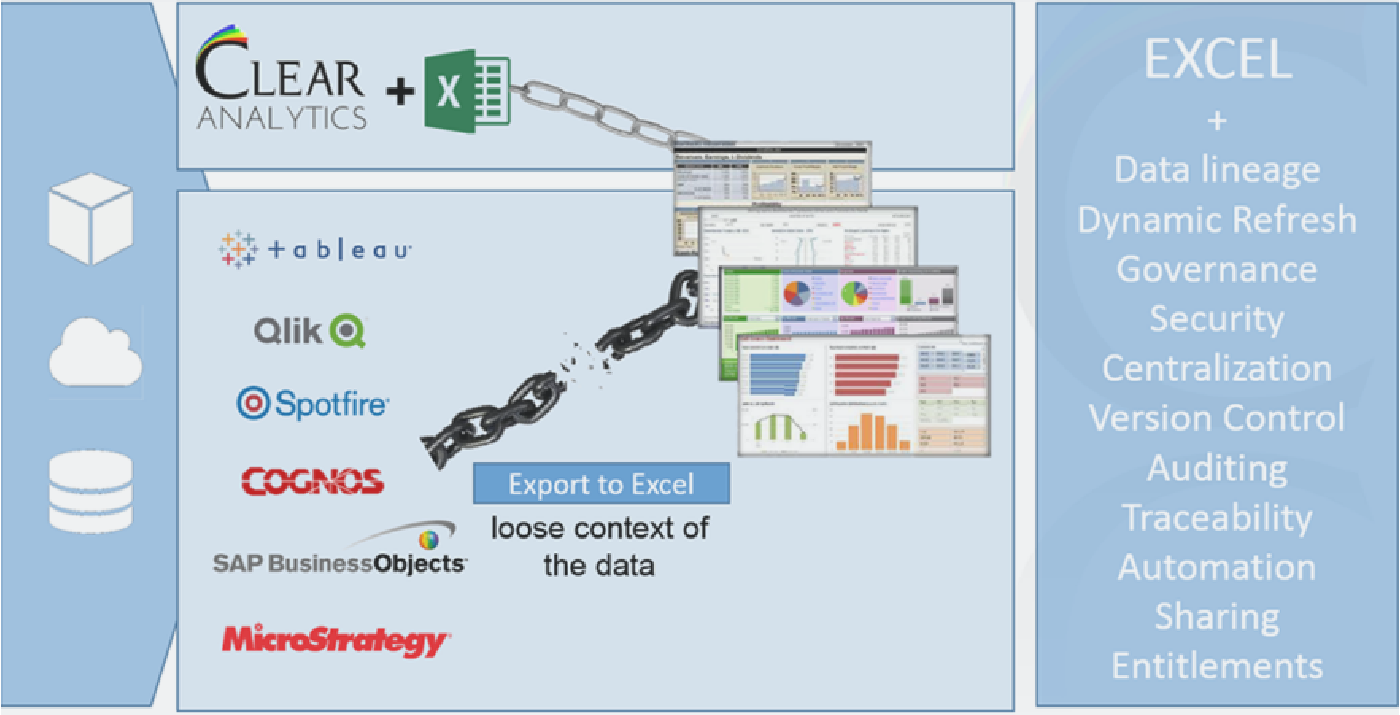 CLEAR
ANALYTICS
+
X
+ableau
Qlik
Spotfire
COGNOS
SAP BusinessObjects
MicroStrategy
Export to Excel
loose context of
the data
EXCEL
+
Data lineage
Dynamic Refresh
Governance
Security
Centralization
Version Control
Auditing
Traceability
Automation
Sharing
Entitlements